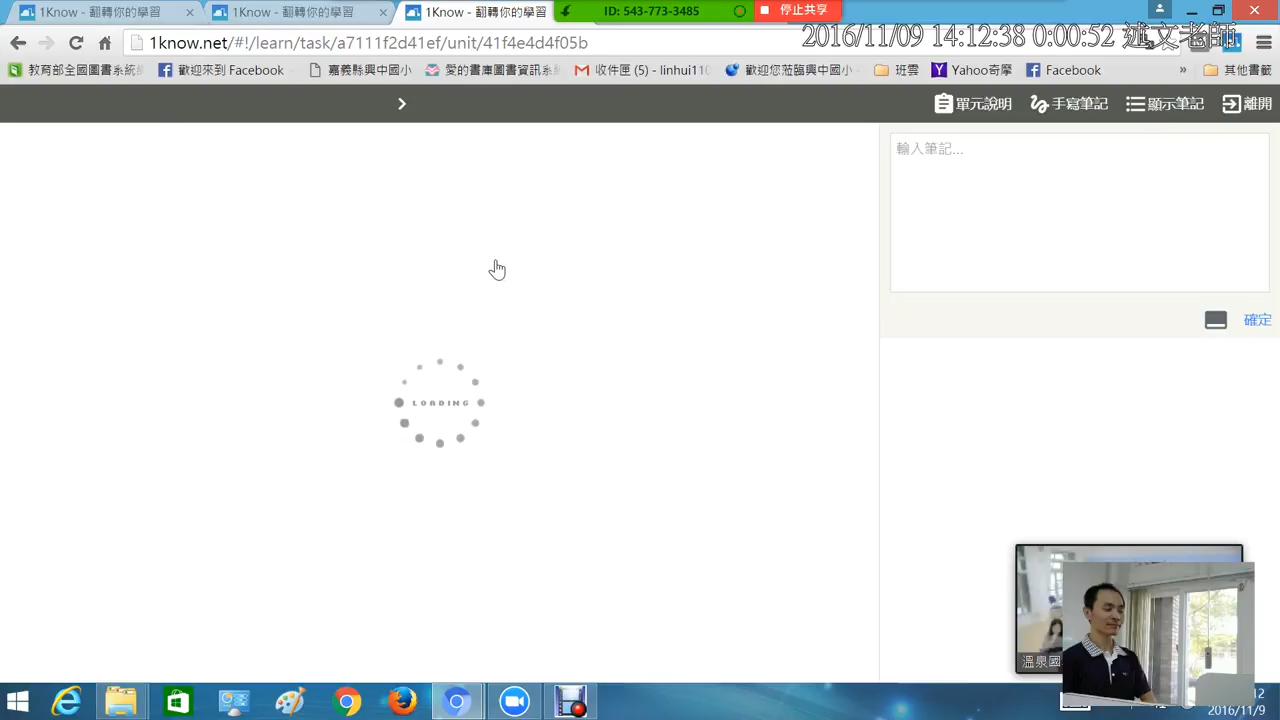 1Know - 翻轉你的學習
1Know - 翻轉你的學習
1Know - 翻轉你的學習
ID: 543-773-3485
停止共享
1know.net/#!/learn/task/a7111f2d41ef/unit/41f4e4d4f05b
2016/11/09 14:12:38 0:00:52 述文老師
教育部全國圖書系統
歡迎來到 Facebook
嘉義縣興中國小
愛的書庫圖書資訊系
收件匣 (5) - linhui110
歡迎您蒞臨興中國小
班雲
Yahoo奇摩
Facebook
»
其他書籤
單元說明
手寫筆記
顯示筆記
離開
輸入筆記...
確定
LOADING
溫泉國
12
2016/11/9